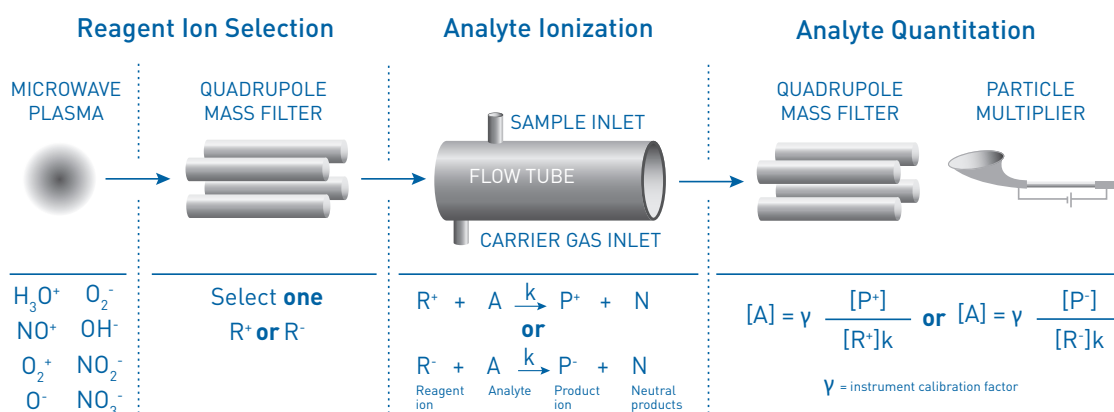 Reagent Ion Selection
Analyte Ionization
Analyte Quantitation
MICROWAVE
PLASMA
QUADRUPOLE
MASS FILTER
SAMPLE INLET
FLOW TUBE
CARRIER GAS INLET
QUADRUPOLE
MASS FILTER
PARTICLE
MULTIPLIER
H₃O⁺ O₂⁻
NO⁺ OH⁻
O₂⁺ NO₂⁻
O⁻ NO₃⁻
Select one
R⁺ or R⁻
R⁺ + A k→ P⁺ + N
or
R⁻ + A k→ P⁻ + N
Reagent ion
Analyte
Product ion
Neutral products
[A] = γ [P⁺] / [R⁺]k or [A] = γ [P⁻] / [R⁻]k
γ = instrument calibration factor